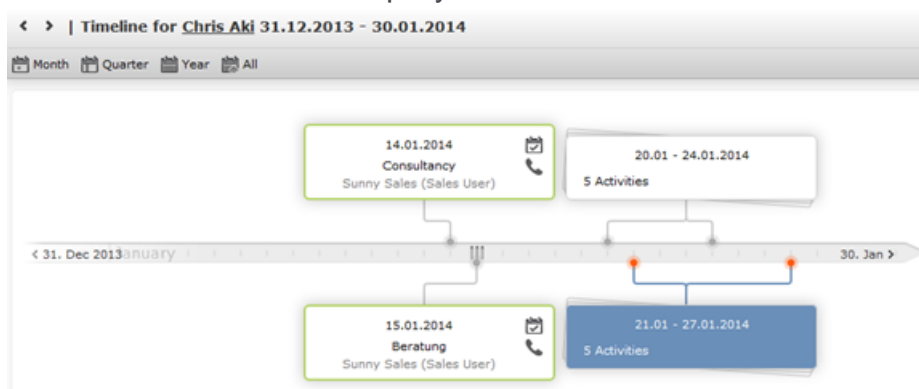 < > | Timeline for Chris Aki 31.12.2013 - 30.01.2014
Month Quarter Year All
14.01.2014
Consultancy
Sunny Sales (Sales User)
20.01 - 24.01.2014
5 Activities
< 31. Dec 2013 anuary 30. Jan >
15.01.2014
Beratung
Sunny Sales (Sales User)
21.01 - 27.01.2014
5 Activities